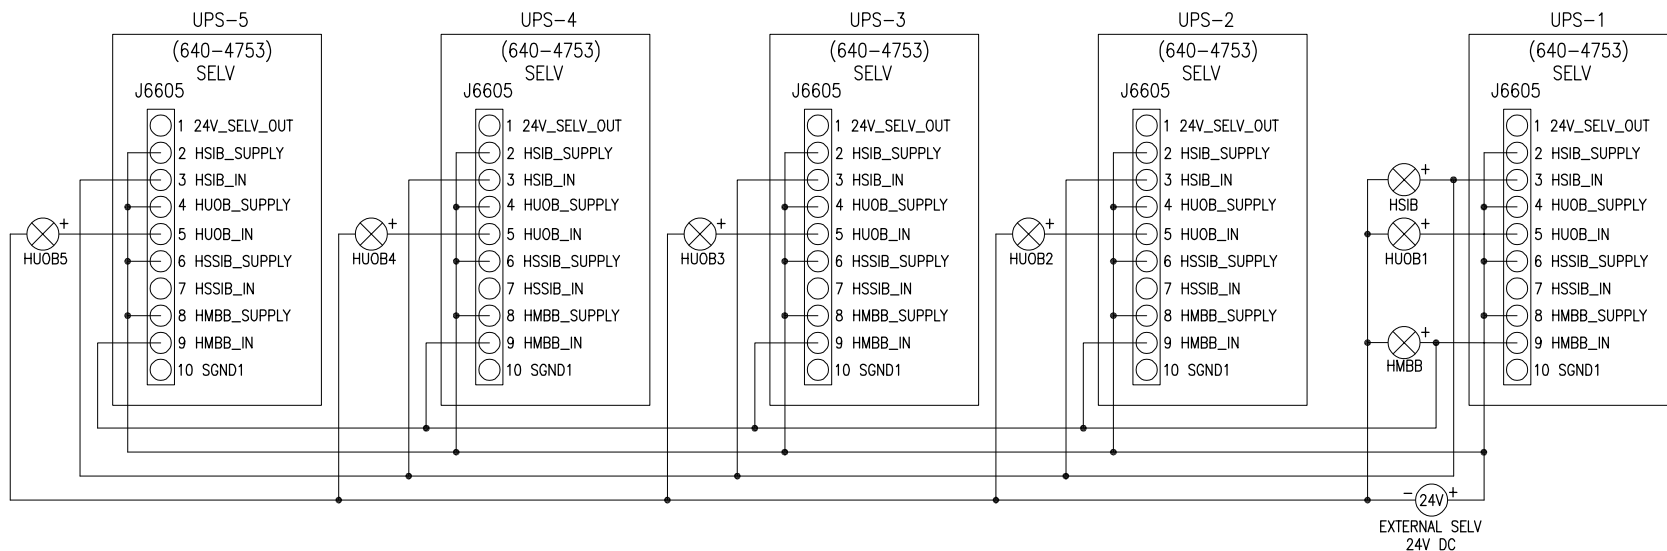 UPS-5
(640-4753)
SELV
J6605
1 24V_SELV_OUT
2 HSIB_SUPPLY
3 HSIB_IN
4 HUOB_SUPPLY
5 HUOB_IN
6 HSSIB_SUPPLY
7 HSSIB_IN
8 HMBB_SUPPLY
9 HMBB_IN
10 SGND1
+
HUOB5
UPS-4
(640-4753)
SELV
J6605
1 24V_SELV_OUT
2 HSIB_SUPPLY
3 HSIB_IN
4 HUOB_SUPPLY
5 HUOB_IN
6 HSSIB_SUPPLY
7 HSSIB_IN
8 HMBB_SUPPLY
9 HMBB_IN
10 SGND1
+
HUOB4
UPS-3
(640-4753)
SELV
J6605
1 24V_SELV_OUT
2 HSIB_SUPPLY
3 HSIB_IN
4 HUOB_SUPPLY
5 HUOB_IN
6 HSSIB_SUPPLY
7 HSSIB_IN
8 HMBB_SUPPLY
9 HMBB_IN
10 SGND1
+
HUOB3
UPS-2
(640-4753)
SELV
J6605
1 24V_SELV_OUT
2 HSIB_SUPPLY
3 HSIB_IN
4 HUOB_SUPPLY
5 HUOB_IN
6 HSSIB_SUPPLY
7 HSSIB_IN
8 HMBB_SUPPLY
9 HMBB_IN
10 SGND1
+
HUOB2
UPS-1
(640-4753)
SELV
J6605
1 24V_SELV_OUT
2 HSIB_SUPPLY
3 HSIB_IN
4 HUOB_SUPPLY
5 HUOB_IN
6 HSSIB_SUPPLY
7 HSSIB_IN
8 HMBB_SUPPLY
9 HMBB_IN
10 SGND1
+
HSIB
+
HUOB1
+
HMBB
- 24V +
EXTERNAL SELV
24V DC